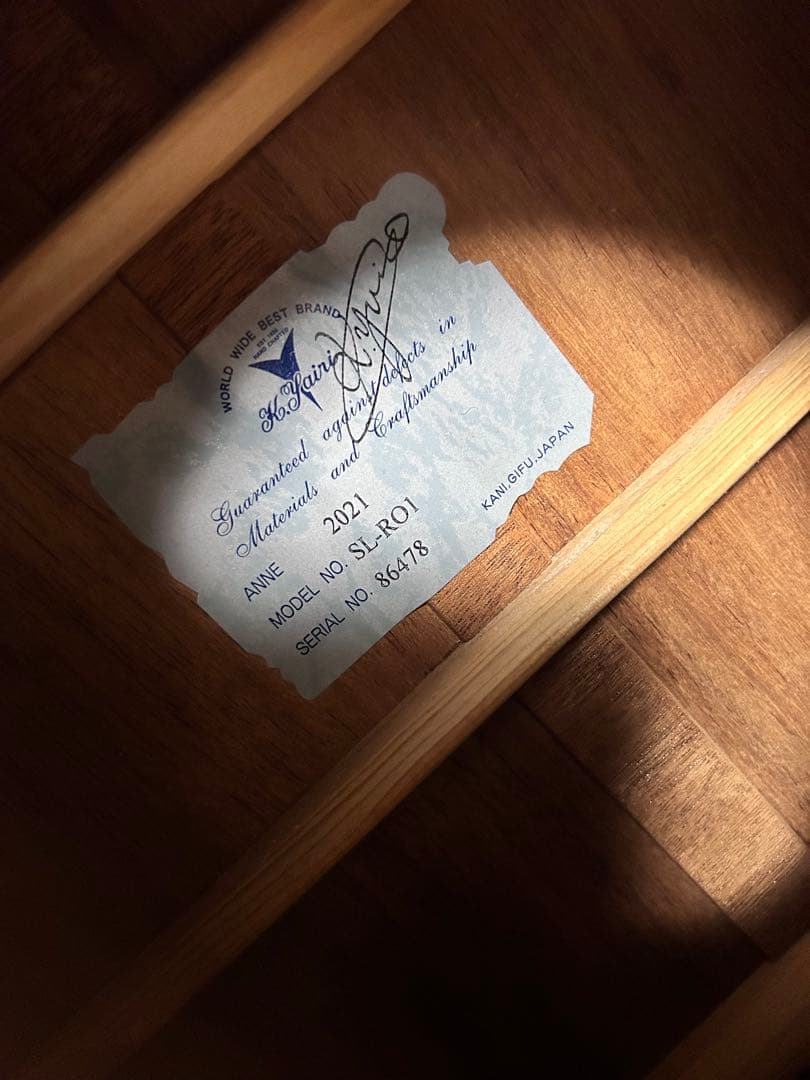 WORLD WIDE BEST BRAND
EST 1935
HAND CRAFTED
K.Yairi
K.Yairi
Guaranteed against defects in
Materials and Craftsmanship
ANNE 2021
MODEL NO. SL-RO1
SERIAL NO. 86478
KANI.GIFU.JAPAN